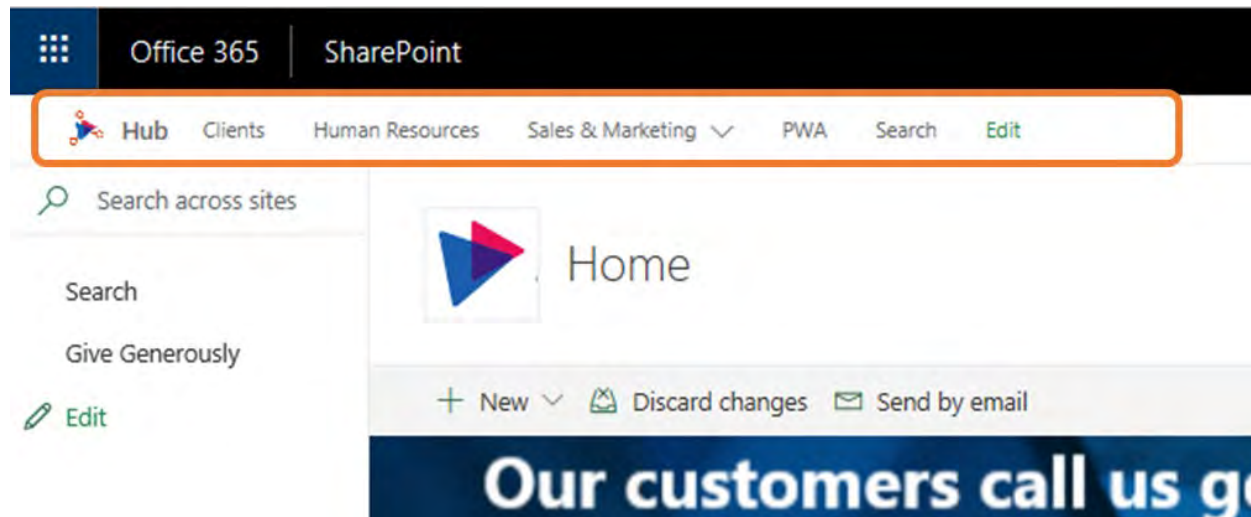 Office 365 SharePoint
Hub Clients Human Resources Sales & Marketing PWA Search Edit
Search across sites
Home
Search
Give Generously
Edit
New Discard changes Send by email
Our customers call us